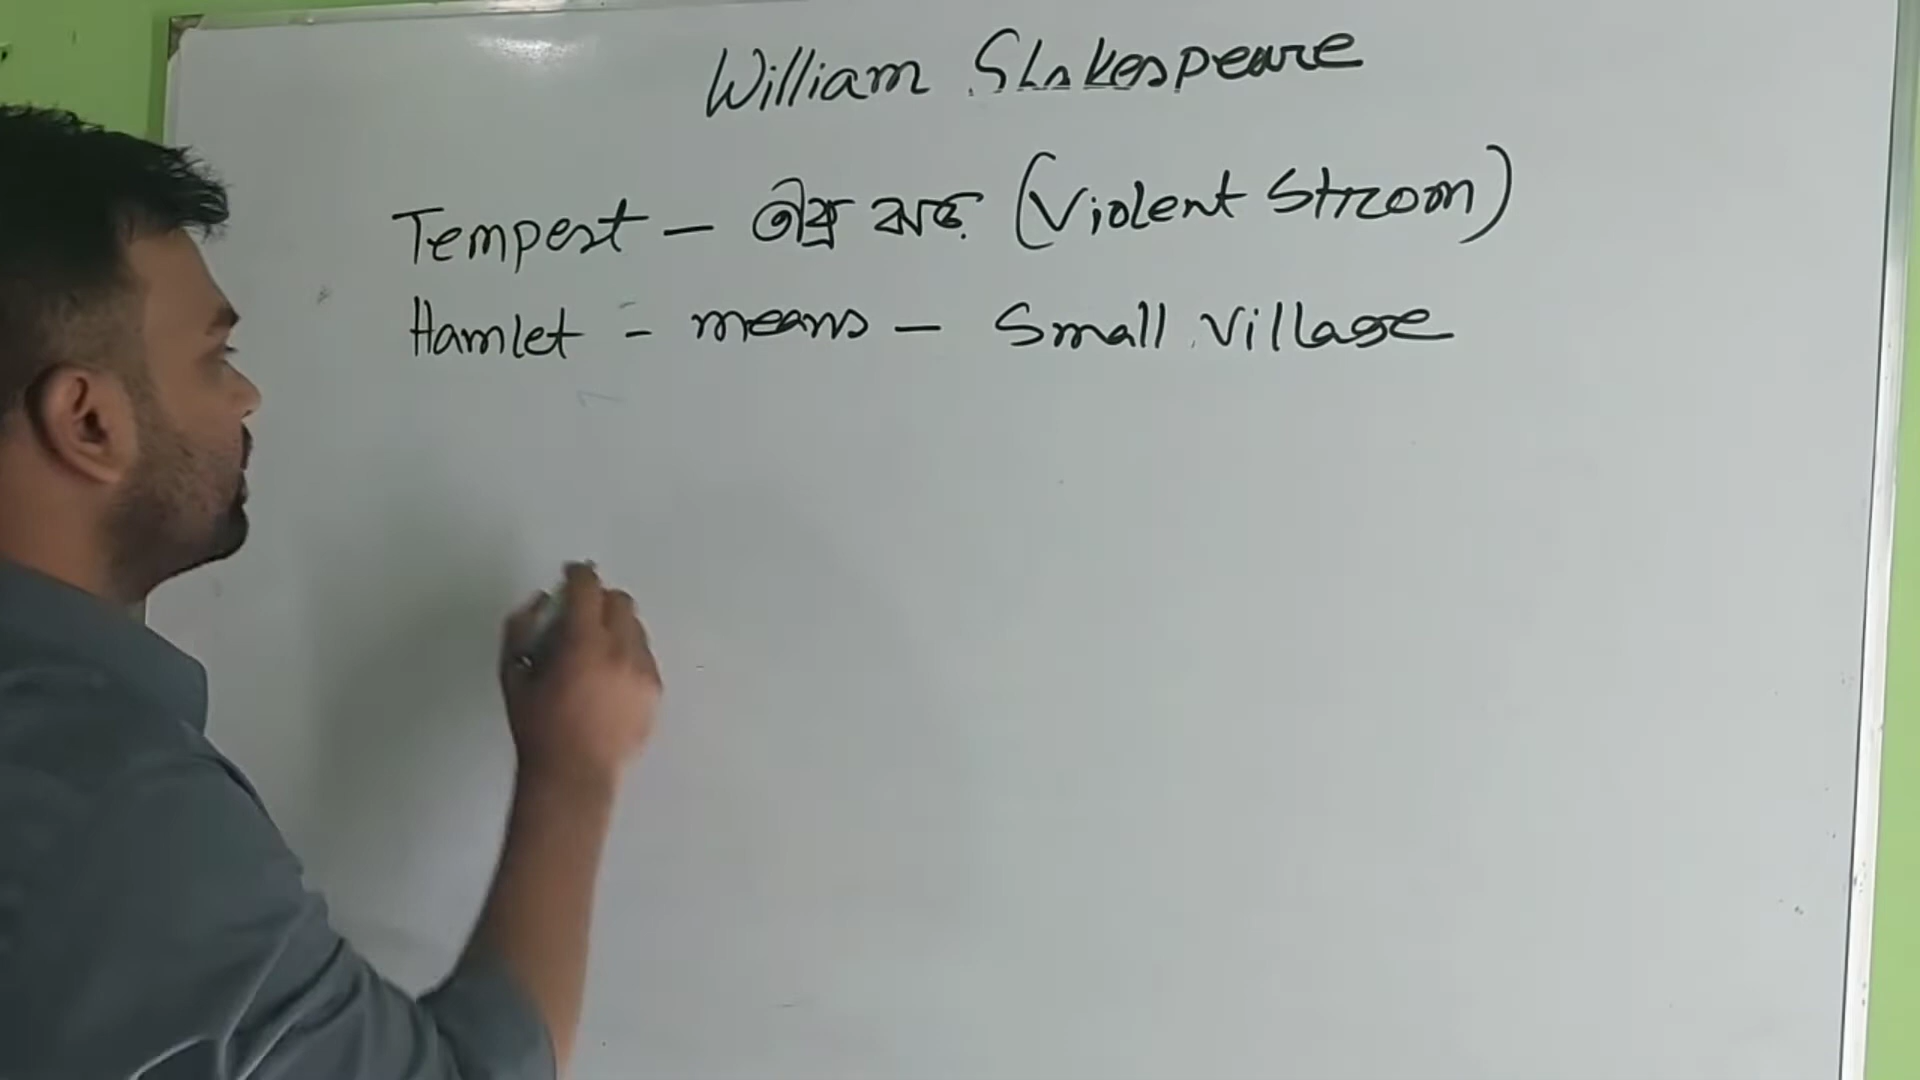 William Shakespeare
Tempest – তীব্র ঝড় (Violent Strom)
Hamlet - means – Small Village